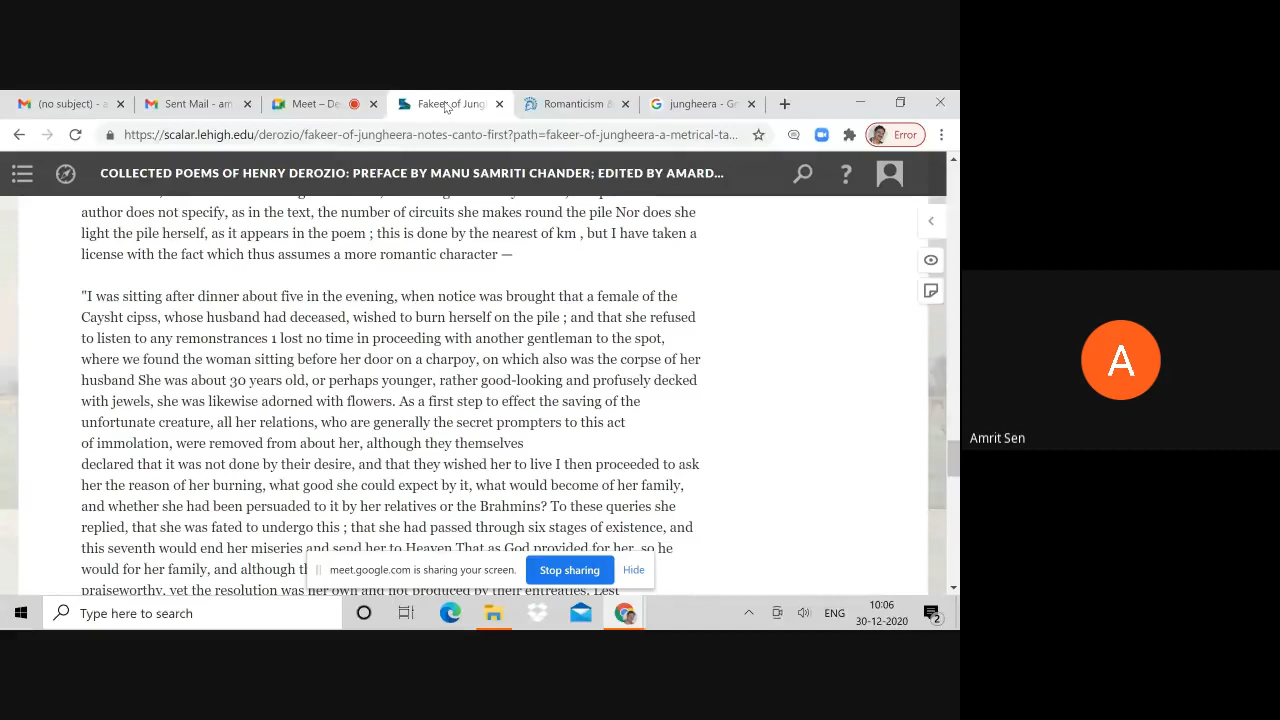 (no subject) - a
Sent Mail - am
Meet – De
Fakeer of Jung
Romanticism &
jungheera - Gr
https://scalar.lehigh.edu/derozio/fakeer-of-jungheera-notes-canto-first?path=fakeer-of-jungheera-a-metrical-ta...
Error
COLLECTED POEMS OF HENRY DEROZIO: PREFACE BY MANU SAMRITI CHANDER; EDITED BY AMARD...
author does not specify, as in the text, the number of circuits she makes round the pile Nor does she
light the pile herself, as it appears in the poem ; this is done by the nearest of km , but I have taken a
license with the fact which thus assumes a more romantic character —
"I was sitting after dinner about five in the evening, when notice was brought that a female of the
Caysht cipss, whose husband had deceased, wished to burn herself on the pile ; and that she refused
to listen to any remonstrances 1 lost no time in proceeding with another gentleman to the spot,
where we found the woman sitting before her door on a charpoy, on which also was the corpse of her
husband She was about 30 years old, or perhaps younger, rather good-looking and profusely decked
with jewels, she was likewise adorned with flowers. As a first step to effect the saving of the
unfortunate creature, all her relations, who are generally the secret prompters to this act
of immolation, were removed from about her, although they themselves
declared that it was not done by their desire, and that they wished her to live I then proceeded to ask
her the reason of her burning, what good she could expect by it, what would become of her family,
and whether she had been persuaded to it by her relatives or the Brahmins? To these queries she
replied, that she was fated to undergo this ; that she had passed through six stages of existence, and
this seventh would end her miseries and send her to Heaven That as God provided for her, so he
would for her family, and although th
praiseworthy, yet the resolution was her own and not produced by their entreaties. Lest
meet.google.com is sharing your screen.
Stop sharing
Hide
Type here to search
ENG
10:06
30-12-2020
2
A
Amrit Sen